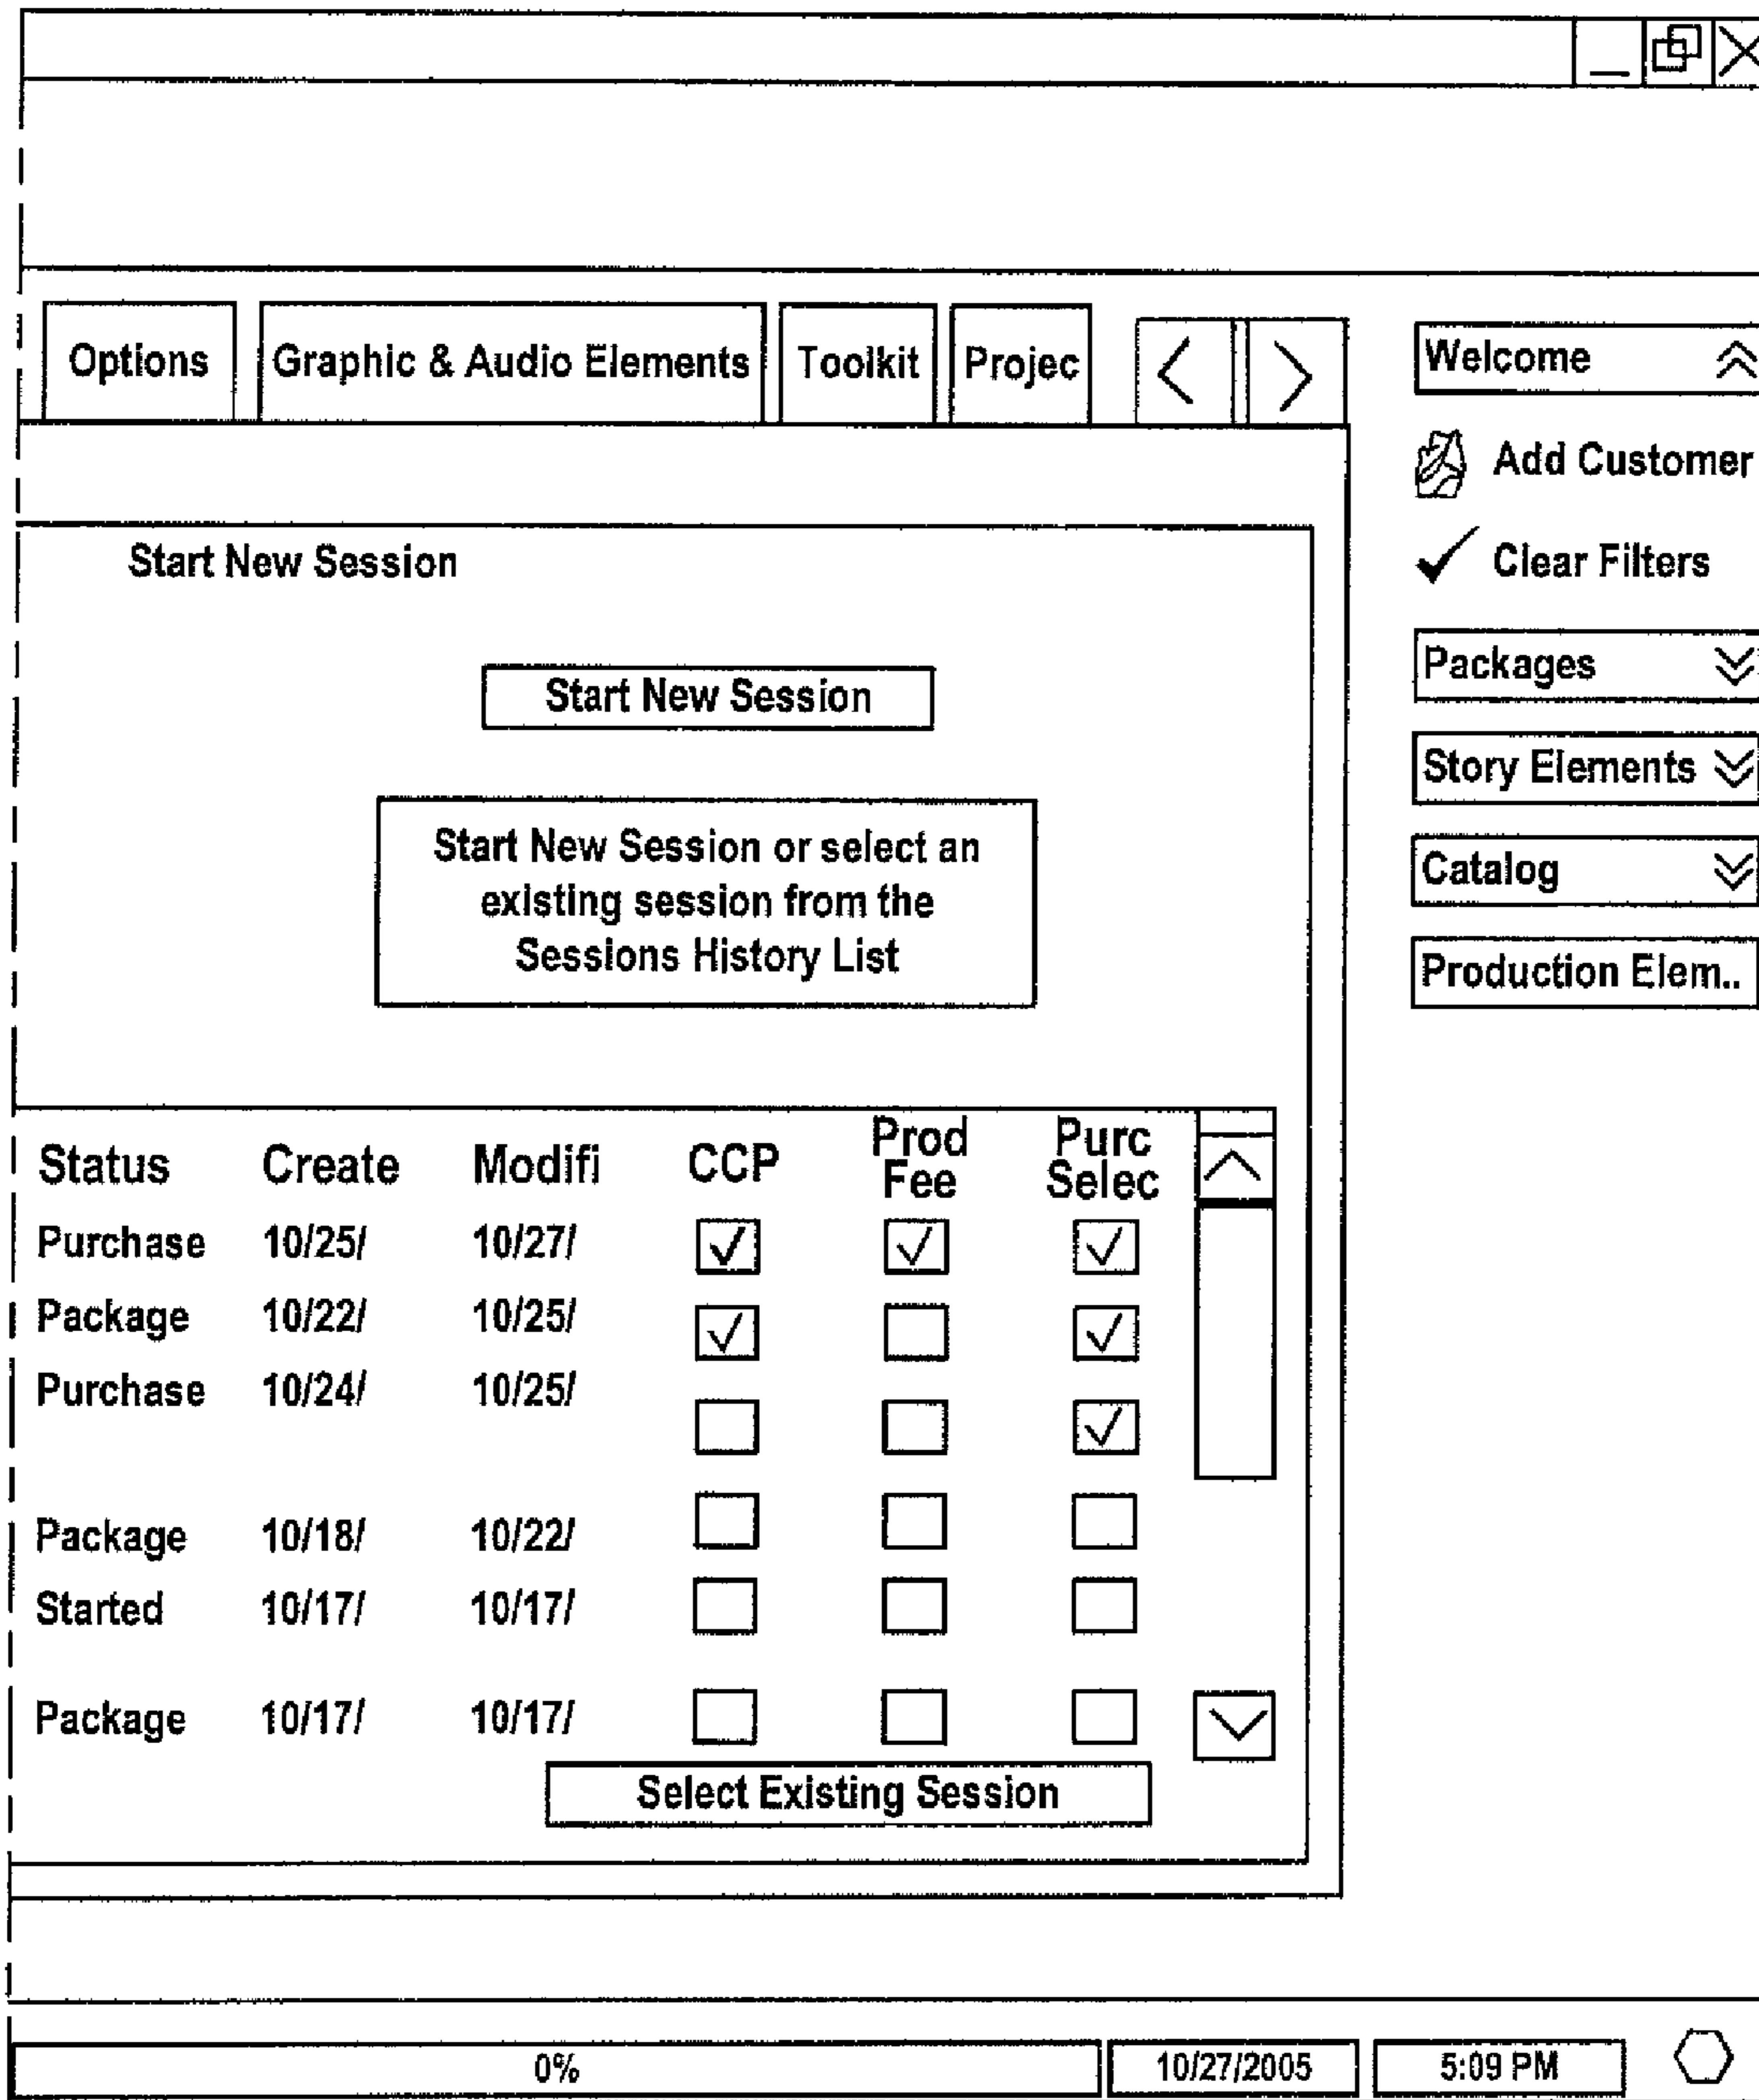 Options Graphic & Audio Elements Toolkit Projec
Welcome
Add Customer
Clear Filters
Packages
Story Elements
Catalog
Production Elem..
Start New Session
Start New Session
Start New Session or select an
existing session from the
Sessions History List
Status Create Modifi CCP Prod Fee Purc Selec
Purchase 10/25/ 10/27/
Package 10/22/ 10/25/
Purchase 10/24/ 10/25/
Package 10/18/ 10/22/
Started 10/17/ 10/17/
Package 10/17/ 10/17/
Select Existing Session
0% 10/27/2005 5:09 PM